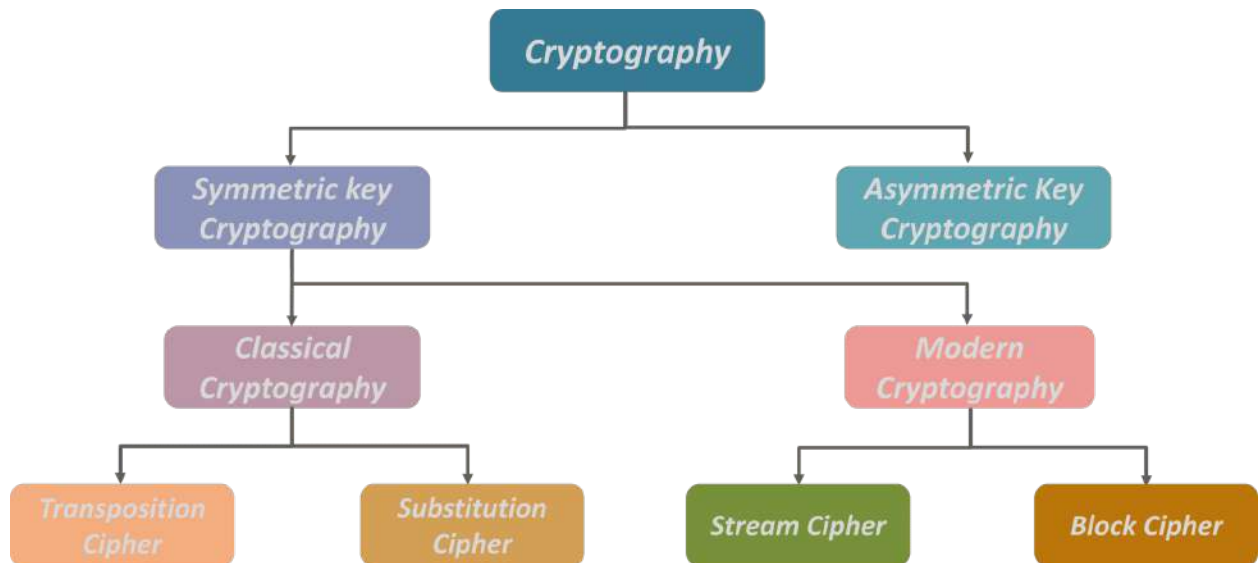 Cryptography
Symmetric key
Cryptography
Asymmetric Key
Cryptography
Classical
Cryptography
Modern
Cryptography
Transposition
Cipher
Substitution
Cipher
Stream Cipher
Block Cipher